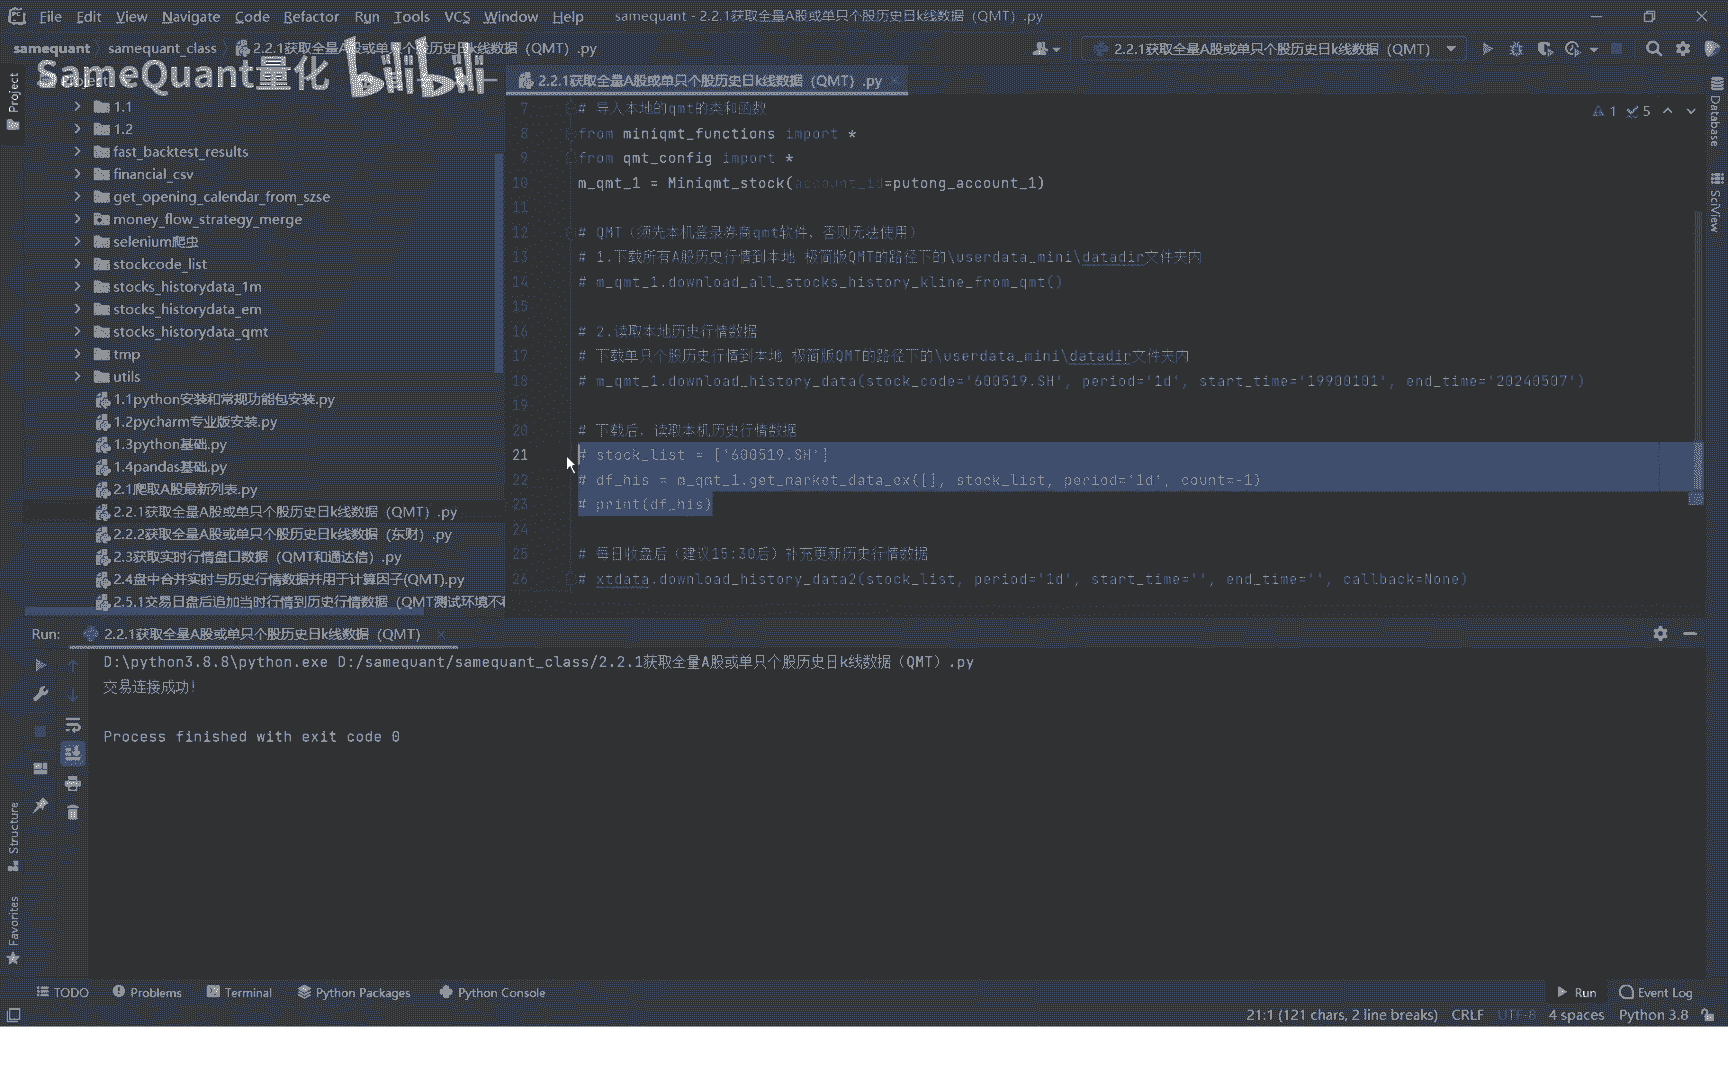 File Edit View Navigate Code Refactor Run Tools VCS Window Help samequant - 2.2.1获取全量A股或单只个股历史日k线数据（QMT）.py
samequant samequant_class 2.2.1获取全量A股或单只个股历史日k线数据（QMT）.py 2.2.1获取全量A股或单只个股历史日k线数据（QMT）
SameQuant量化 bilibili
Project
2.2.1获取全量A股或单只个股历史日k线数据（QMT）.py
1.1
1.2
fast_backtest_results
financial_csv
get_opening_calendar_from_szse
money_flow_strategy_merge
selenium爬虫
stockcode_list
stocks_historydata_1m
stocks_historydata_em
stocks_historydata_qmt
tmp
utils
1.1python安装和常规功能包安装.py
1.2pycharm专业版安装.py
1.3python基础.py
1.4pandas基础.py
2.1爬取A股最新列表.py
2.2.1获取全量A股或单只个股历史日k线数据（QMT）.py
2.2.2获取全量A股或单只个股历史日k线数据（东财）.py
2.3获取实时行情盘口数据（QMT和通达信）.py
2.4盘中合并实时与历史行情数据并用于计算因子(QMT).py
2.5.1交易日盘后追加当时行情到历史行情数据（QMT测试环境不
7 # 导入本地的qmt的类和函数
8 from miniqmt_functions import *
9 from qmt_config import *
10 m_qmt_1 = Miniqmt_stock(account_id=putong_account_1)
11
12 # QMT（须先本机登录券商qmt软件、否则无法使用）
13 # 1.下载所有A股历史行情到本地 极简版QMT的路径下的\userdata_mini\datadir文件夹内
14 # m_qmt_1.download_all_stocks_history_kline_from_qmt()
15
16 # 2.读取本地历史行情数据
17 # 下载单只个股历史行情到本地 极简版QMT的路径下的\userdata_mini\datadir文件夹内
18 # m_qmt_1.download_history_data(stock_code='600519.SH', period='1d', start_time='19900101', end_time='20240507')
19
20 # 下载后、读取本机历史行情数据
21 # stock_list = ['600519.SH']
22 # df_his = m_qmt_1.get_market_data_ex([], stock_list, period='1d', count=-1)
23 # print(df_his)
24
25 # 每日收盘后（建议15:30后）补充更新历史行情数据
26 # xtdata.download_history_data2(stock_list, period='1d', start_time='', end_time='', callback=None)
1 5
Database
SciView
Run: 2.2.1获取全量A股或单只个股历史日k线数据（QMT）
D:\python3.8.8\python.exe D:/samequant/samequant_class/2.2.1获取全量A股或单只个股历史日k线数据（QMT）.py
交易连接成功!
Process finished with exit code 0
Structure
Favorites
TODO Problems Terminal Python Packages Python Console Run Event Log
21:1 (121 chars, 2 line breaks) CRLF UTF-8 4 spaces Python 3.8